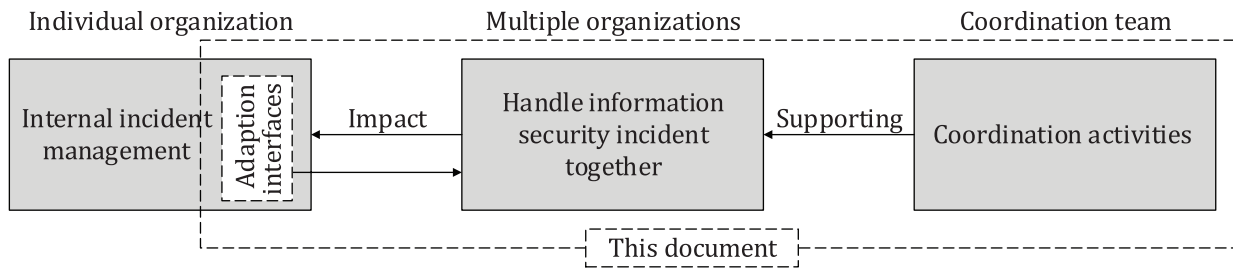 Individual organization
Multiple organizations
Coordination team
Internal incident
management
Adaption
interfaces
Impact
Handle information
security incident
together
Supporting
Coordination activities
This document